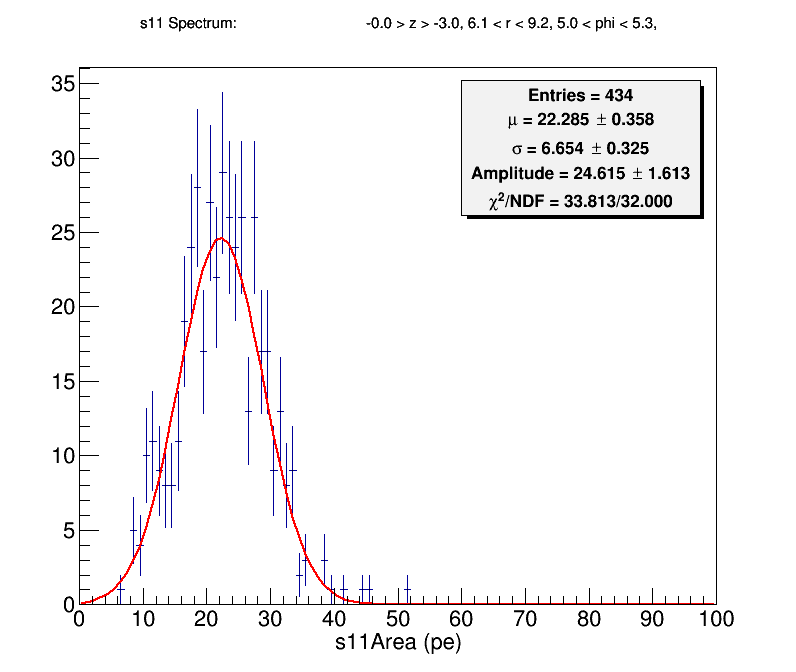 s11 Spectrum: -0.0 > z > -3.0, 6.1 < r < 9.2, 5.0 < phi < 5.3,
Entries = 434
μ = 22.285 ± 0.358
σ = 6.654 ± 0.325
Amplitude = 24.615 ± 1.613
χ²/NDF = 33.813/32.000
35
30
25
20
15
10
5
0
0 10 20 30 40 50 60 70 80 90 100
s11Area (pe)